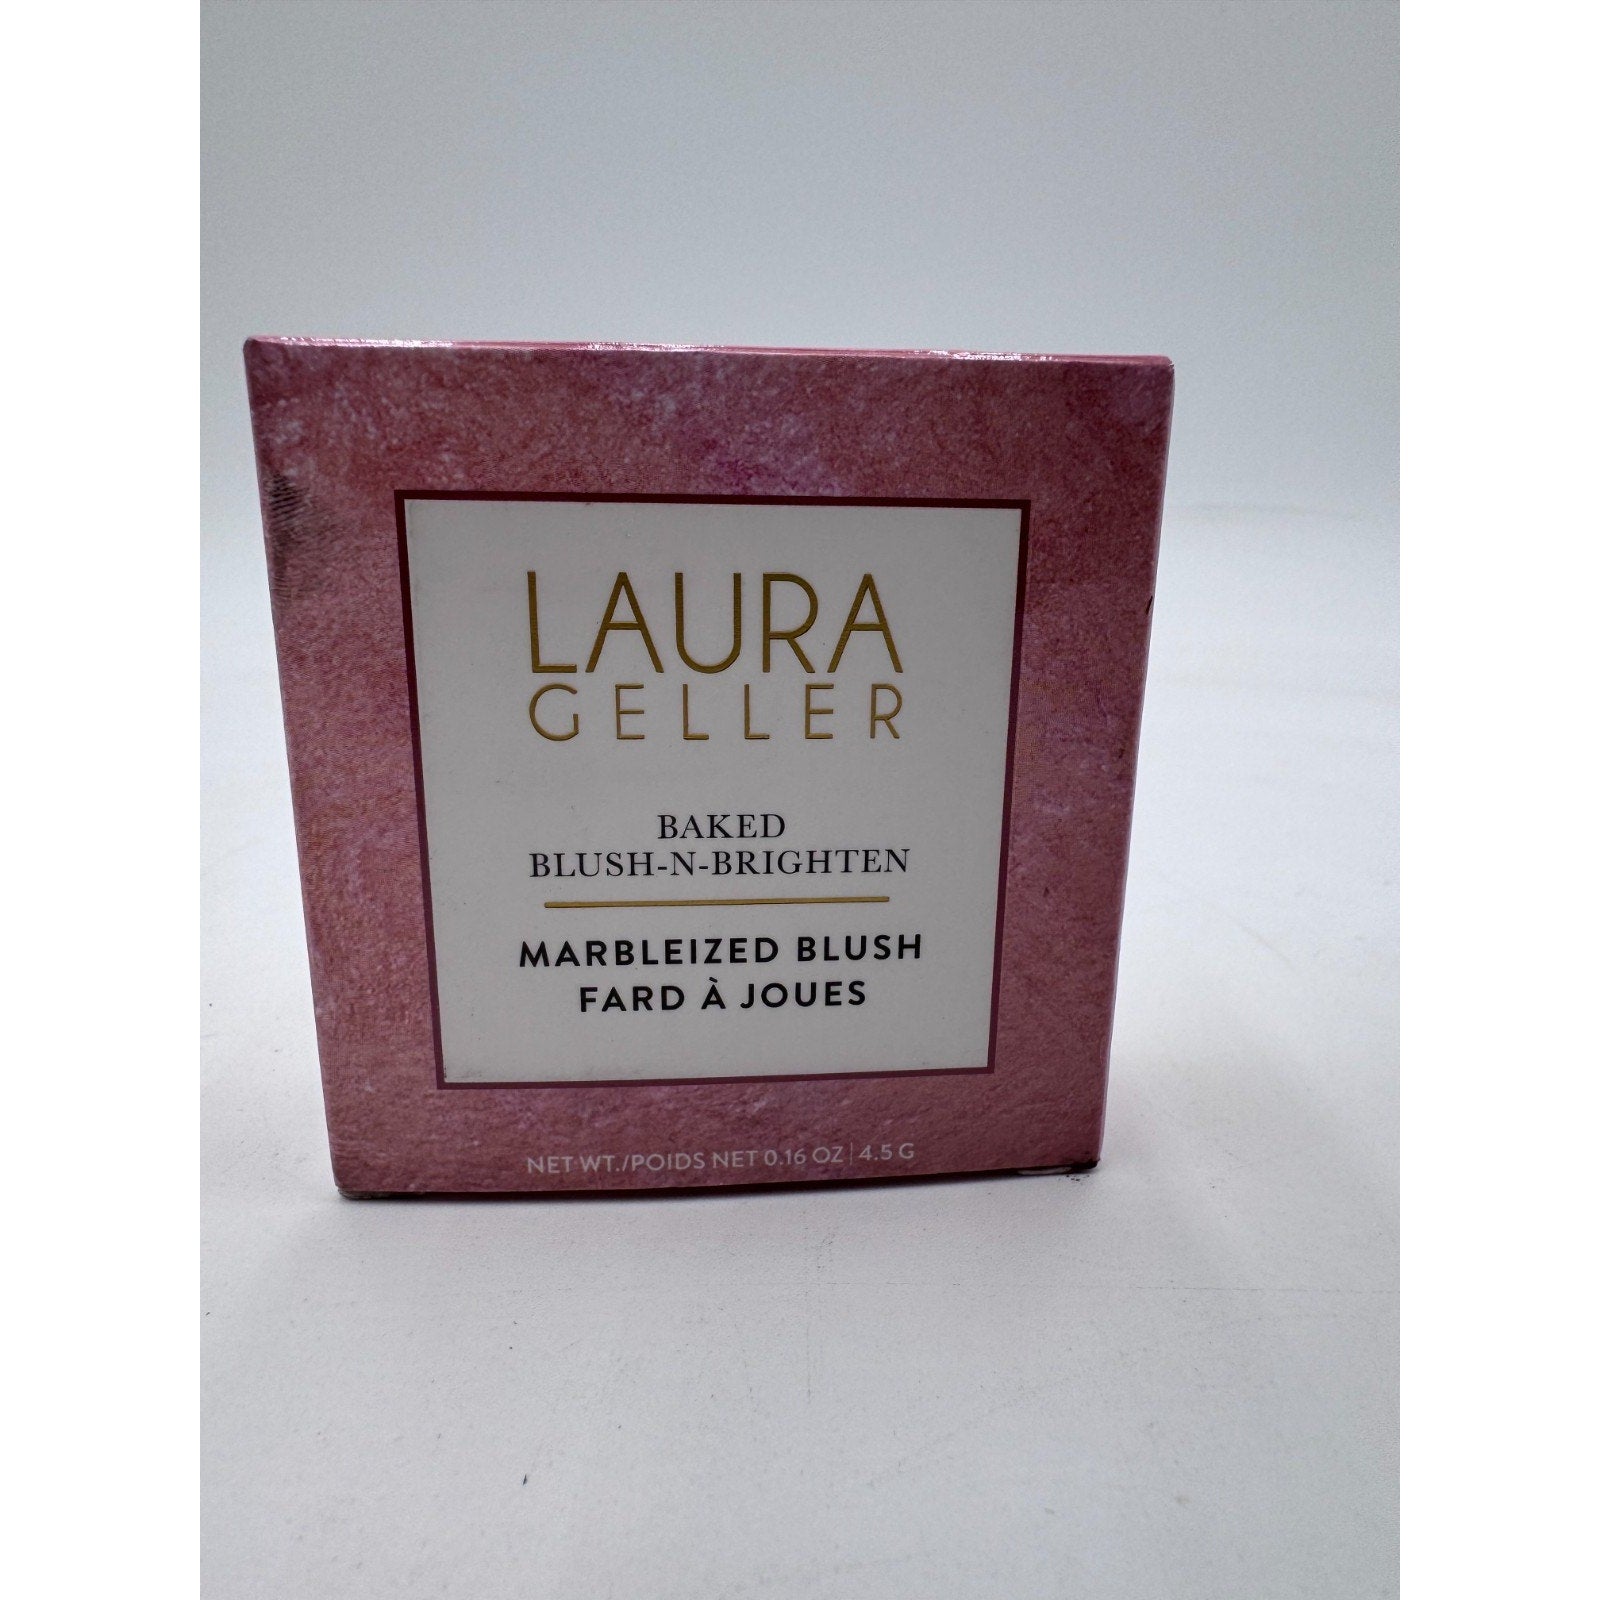 LAURA
GELLER
BAKED
BLUSH-N-BRIGHTEN
MARBLEIZED BLUSH
FARD À JOUES
NET WT./POIDS NET 0.16 OZ | 4.5 G